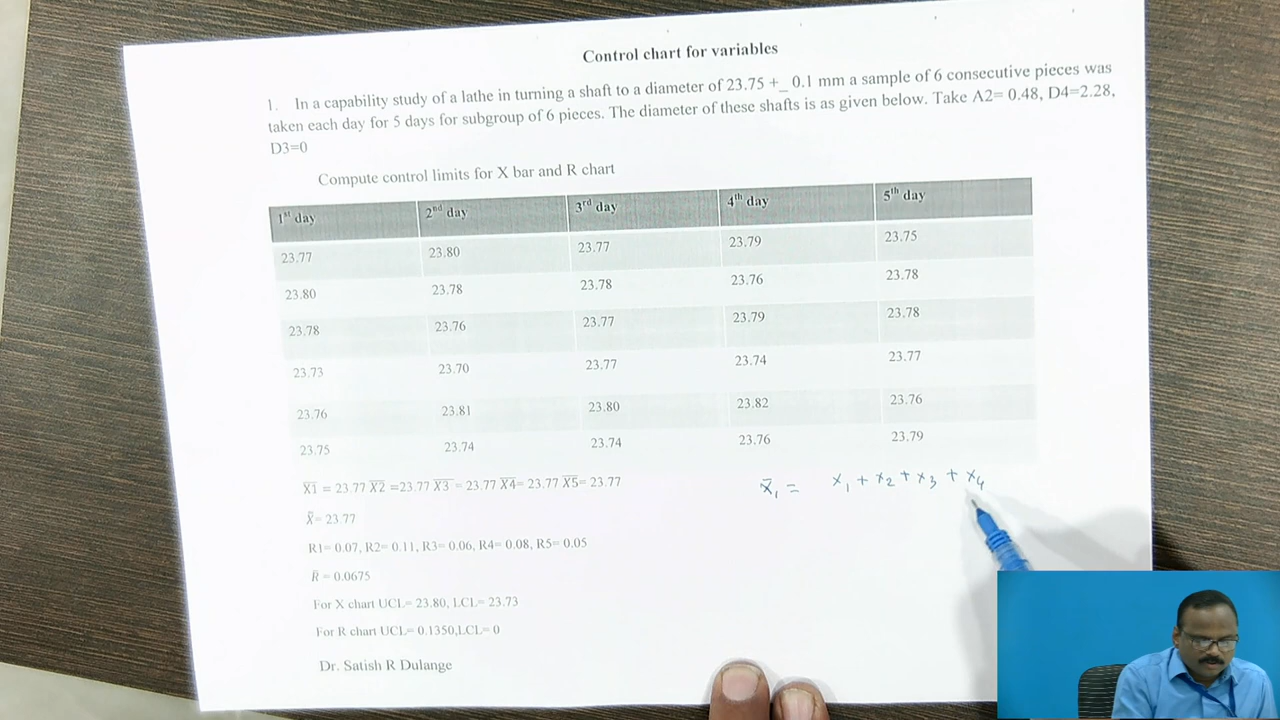 Control chart for variables
1. In a capability study of a lathe in turning a shaft to a diameter of 23.75 +_ 0.1 mm a sample of 6 consecutive pieces was
taken each day for 5 days for subgroup of 6 pieces. The diameter of these shafts is as given below. Take A2= 0.48, D4=2.28,
D3=0
Compute control limits for X bar and R chart
1st day 2nd day 3rd day 4th day 5th day
23.77 23.80 23.77 23.79 23.75
23.80 23.78 23.78 23.76 23.78
23.78 23.76 23.77 23.79 23.78
23.73 23.70 23.77 23.74 23.77
23.76 23.81 23.80 23.82 23.76
23.75 23.74 23.74 23.76 23.79
X̅1̅ = 23.77 X̅2̅ =23.77 X̅3̅ = 23.77 X̅4̅= 23.77 X̅5̅= 23.77
x̄₁ = x₁ + x₂ + x₃ + x₄
X̿= 23.77
R1= 0.07, R2= 0.11, R3= 0.06, R4= 0.08, R5= 0.05
R̅ = 0.0675
For X chart UCL= 23.80, LCL= 23.73
For R chart UCL= 0.1350,LCL= 0
Dr. Satish R Dulange